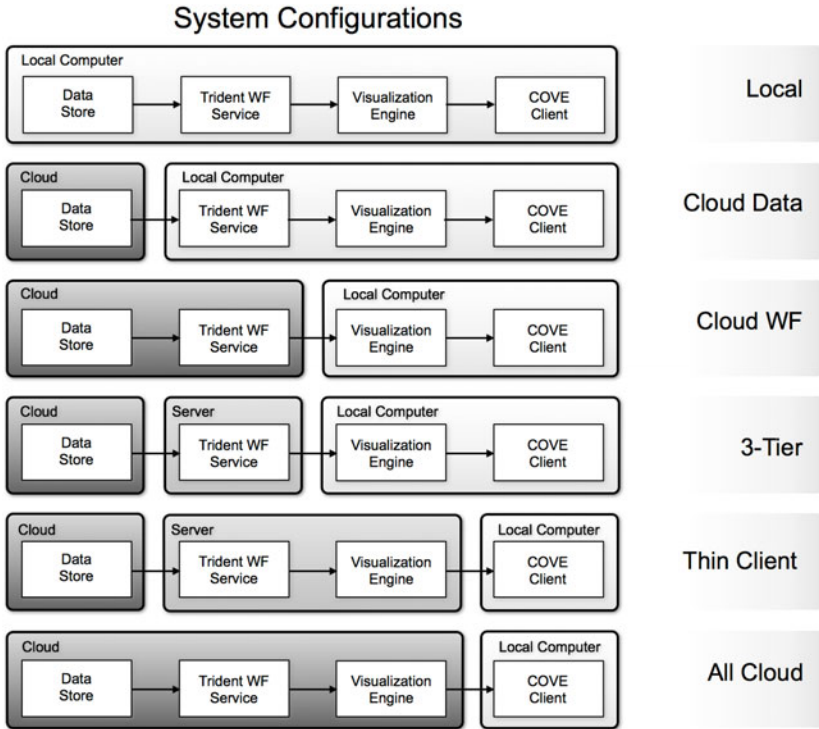 System Configurations
Local Computer
Data
Store
Trident WF
Service
Visualization
Engine
COVE
Client
Local
Cloud
Local Computer
Data
Store
Trident WF
Service
Visualization
Engine
COVE
Client
Cloud Data
Cloud
Local Computer
Data
Store
Trident WF
Service
Visualization
Engine
COVE
Client
Cloud WF
Cloud
Server
Local Computer
Data
Store
Trident WF
Service
Visualization
Engine
COVE
Client
3-Tier
Cloud
Server
Local Computer
Data
Store
Trident WF
Service
Visualization
Engine
COVE
Client
Thin Client
Cloud
Local Computer
Data
Store
Trident WF
Service
Visualization
Engine
COVE
Client
All Cloud